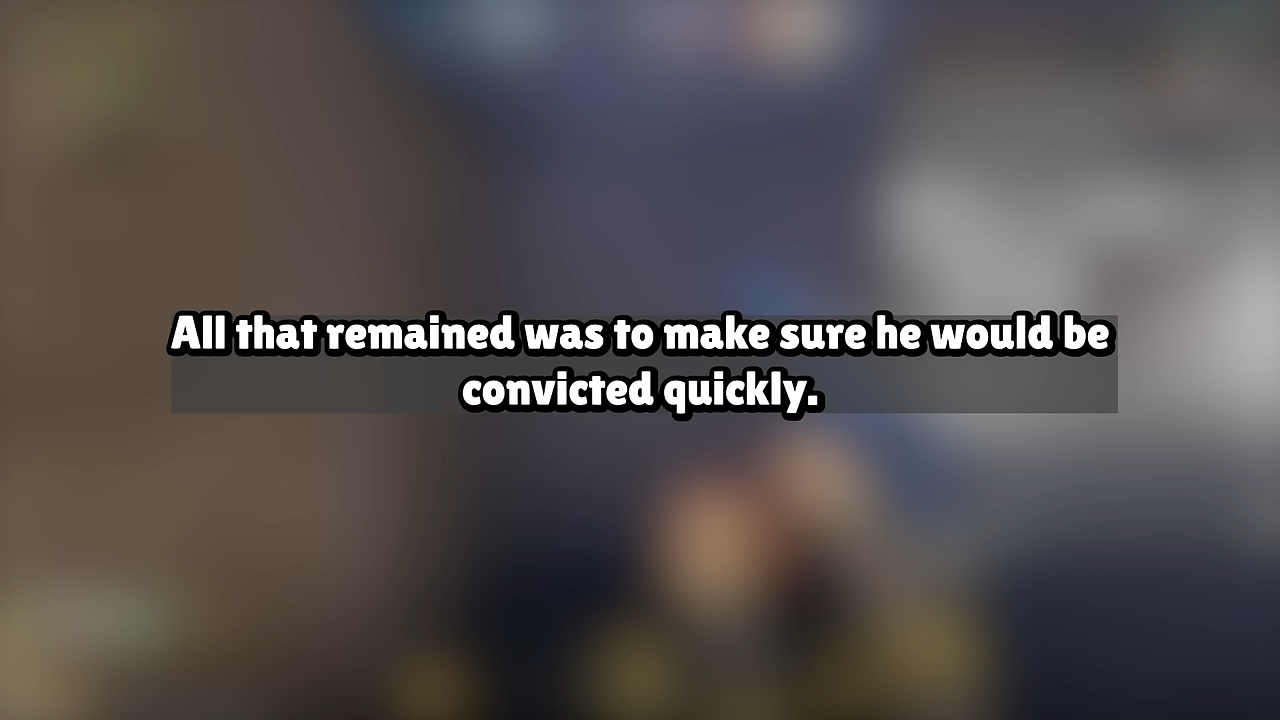 All that remained was to make sure he would be
convicted quickly.